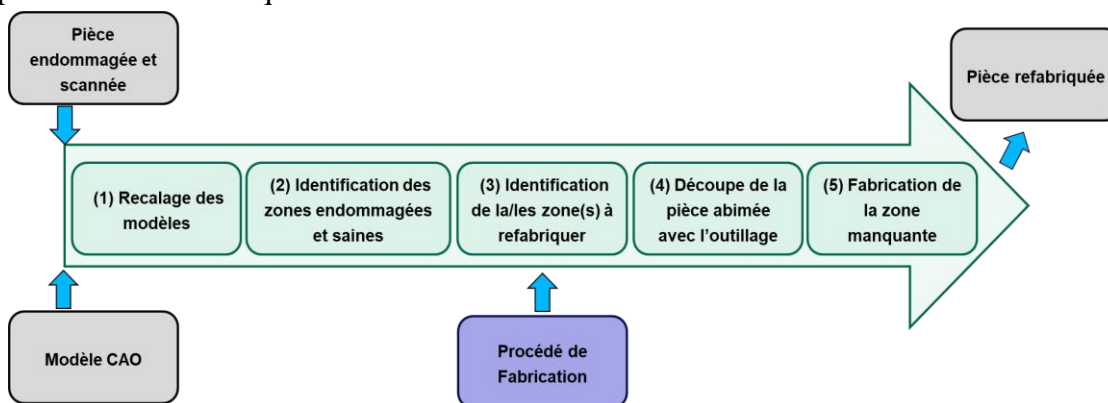 Pièce
endommagée et
scannée
Pièce refabriquée
(1) Recalage des
modèles
(2) Identification des
zones endommagées
et saines
(3) Identification
de la/les zone(s) à
refabriquer
(4) Découpe de la
pièce abimée
avec l'outillage
(5) Fabrication de
la zone
manquante
Modèle CAO
Procédé de
Fabrication